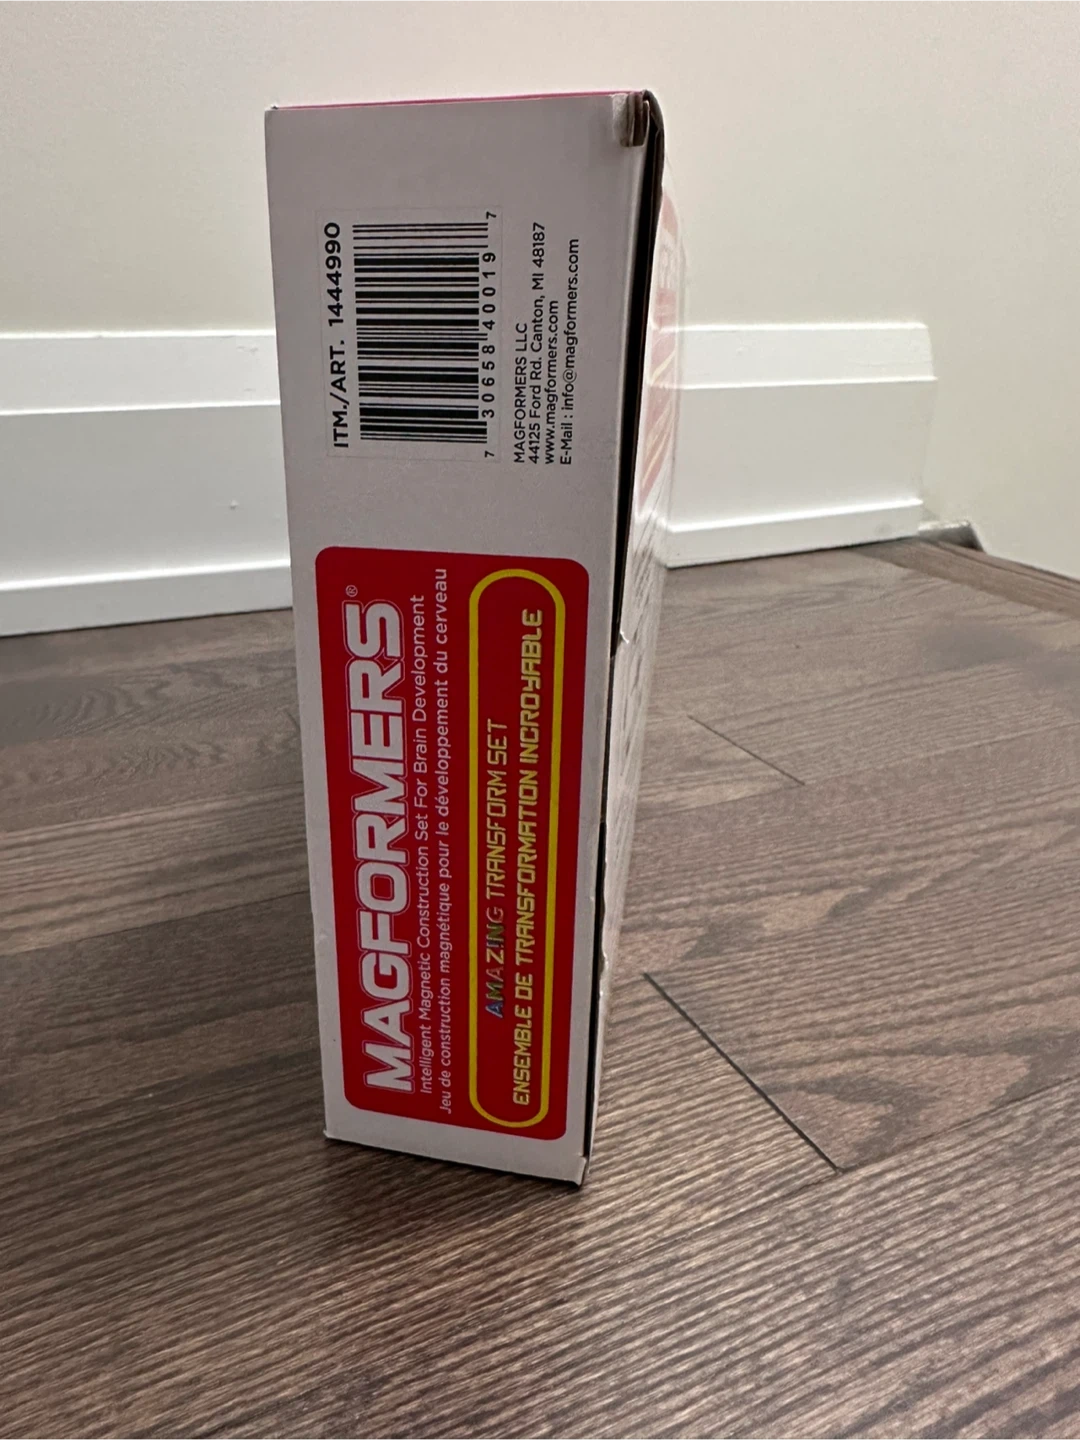 ITM./ART. 1444990
7 30658 40019 7
MAGFORMERS LLC
44125 Ford Rd. Canton, MI 48187
www.magformers.com
E-Mail : info@magformers.com
MAGFORMERS®
Intelligent Magnetic Construction Set For Brain Development
Jeu de construction magnétique pour le développement du cerveau
AMAZING TRANSFORM SET
ENSEMBLE DE TRANSFORMATION INCROYABLE